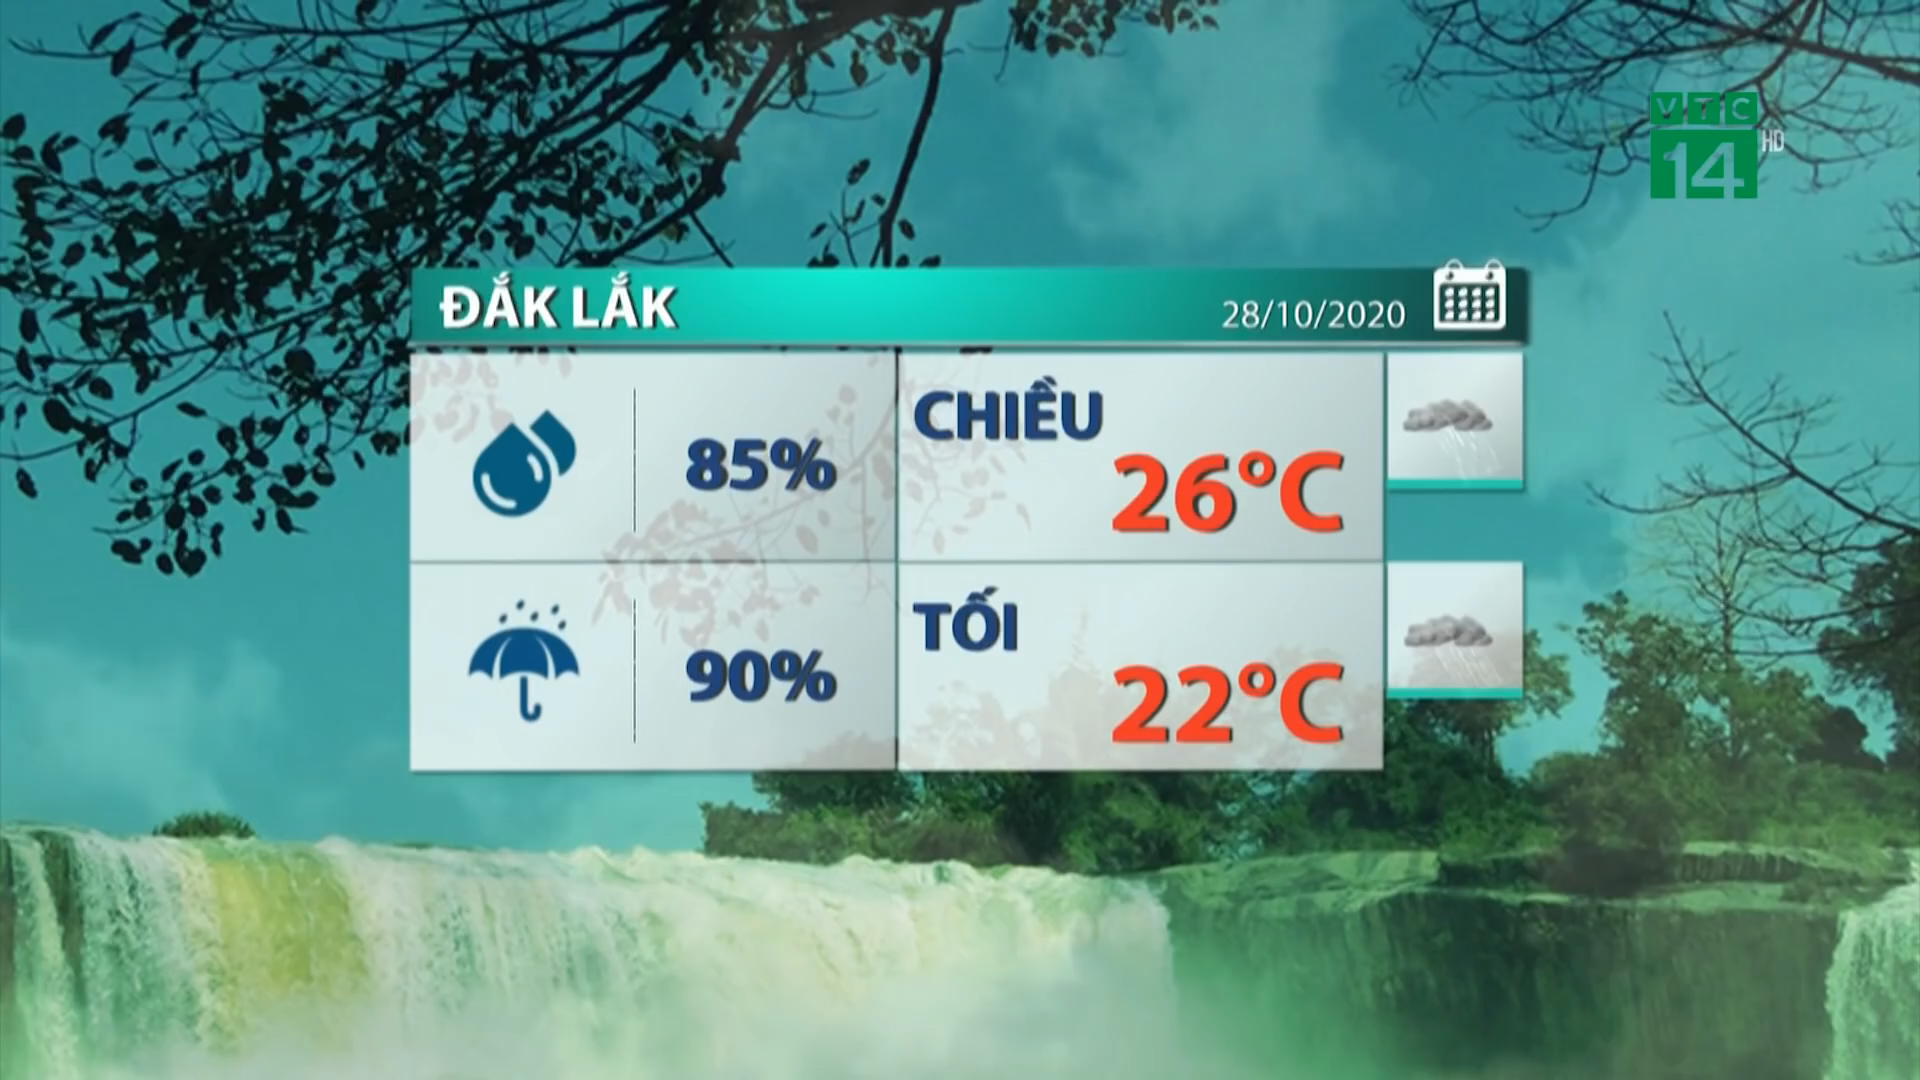 VTC
14 HD
ĐẮK LẮK
28/10/2020
85%
CHIỀU
26°C
90%
TỐI
22°C